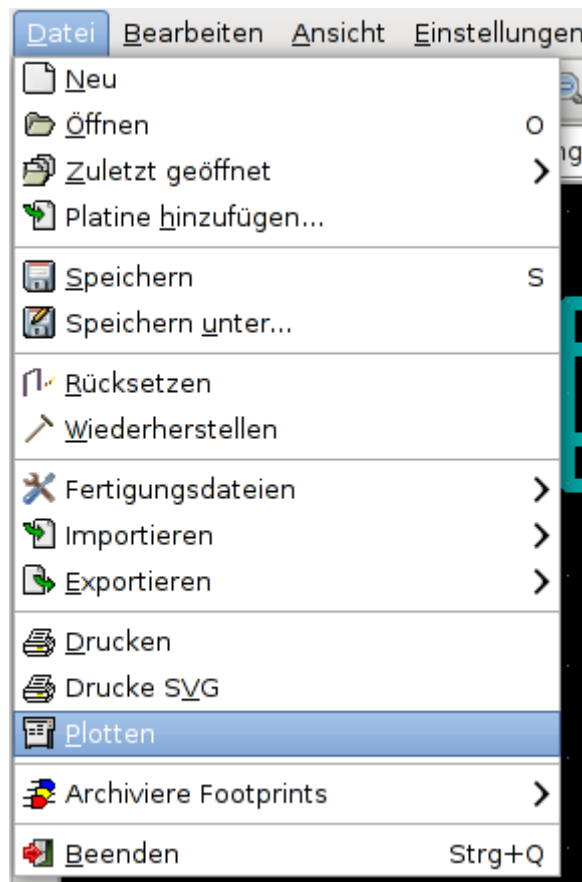 Datei Bearbeiten Ansicht Einstellungen
Neu
Öffnen O
Zuletzt geöffnet
Platine hinzufügen...
Speichern S
Speichern unter...
Rücksetzen
Wiederherstellen
Fertigungsdateien
Importieren
Exportieren
Drucken
Drucke SVG
Plotten
Archiviere Footprints
Beenden Strg+Q